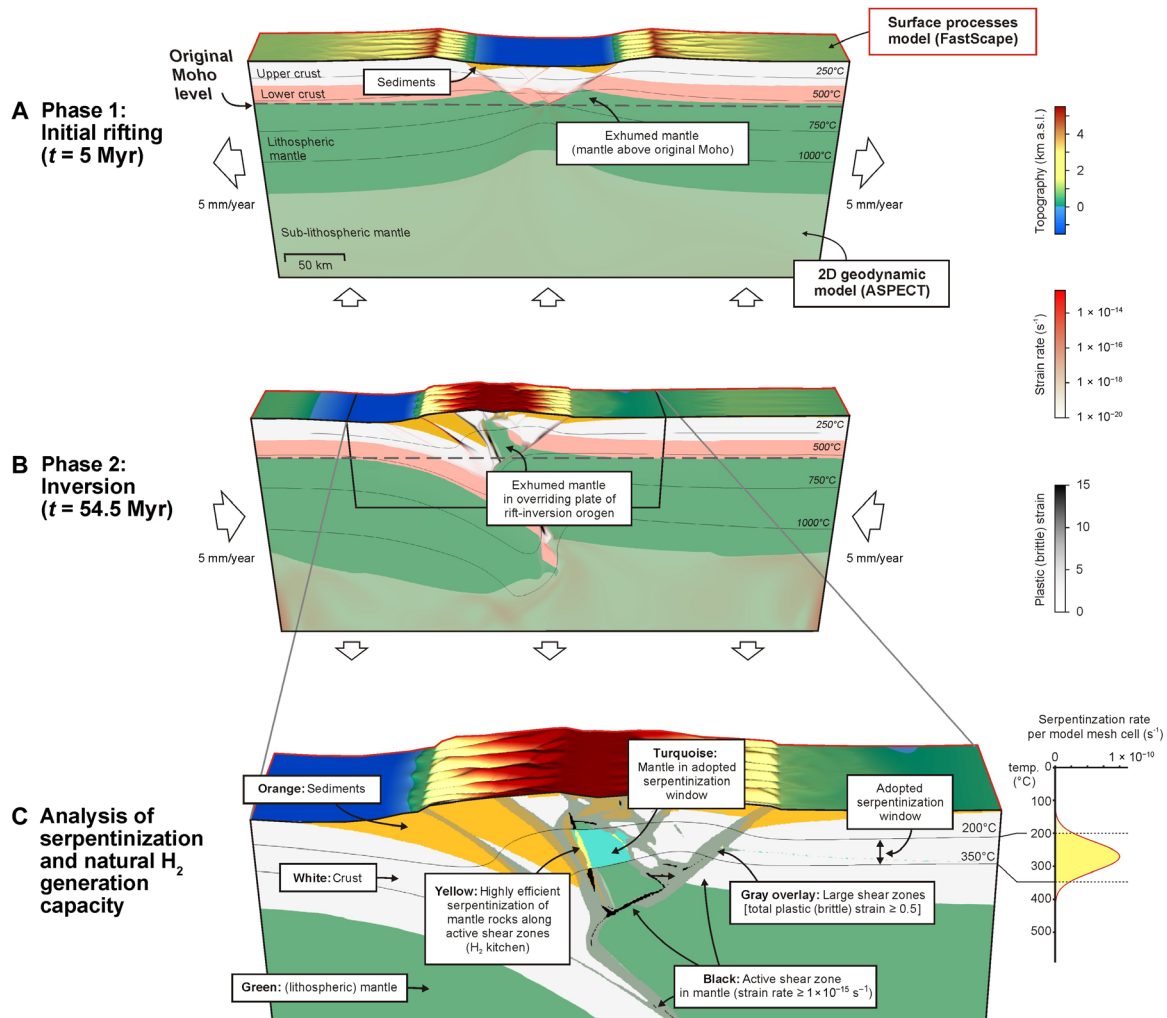 A Phase 1:
Initial rifting
(t = 5 Myr)
Original
Moho
level
Surface processes
model (FastScape)
Upper crust
Sediments
250°C
Lower crust
500°C
Exhumed mantle
(mantle above original Moho)
750°C
Lithospheric
mantle
1000°C
5 mm/year
5 mm/year
Sub-lithospheric mantle
50 km
2D geodynamic
model (ASPECT)
Topography (km a.s.l.)
4
2
0
Strain rate (s⁻¹)
1 × 10⁻¹⁴
1 × 10⁻¹⁶
1 × 10⁻¹⁸
1 × 10⁻²⁰
B Phase 2:
Inversion
(t = 54.5 Myr)
250°C
500°C
750°C
1000°C
Exhumed mantle
in overriding plate of
rift-inversion orogen
5 mm/year
5 mm/year
Plastic (brittle) strain
15
10
5
0
C Analysis of
serpentinization
and natural H₂
generation
capacity
Orange: Sediments
Turquoise:
Mantle in adopted
serpentinization
window
Adopted
serpentinization
window
200°C
350°C
White: Crust
Yellow: Highly efficient
serpentinization of
mantle rocks along
active shear zones
(H₂ kitchen)
Gray overlay: Large shear zones
[total plastic (brittle) strain ≥ 0.5]
Green: (lithospheric) mantle
Black: Active shear zone
in mantle (strain rate ≥ 1×10⁻¹⁵ s⁻¹)
Serpentinzation rate
per model mesh cell (s⁻¹)
1 × 10⁻¹⁰
temp.
(°C)
0
100
200
300
400
500